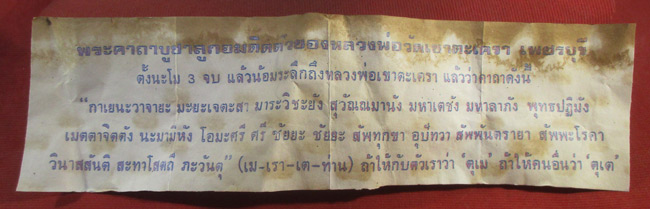 พระคาถาบูชาลูกอมติดตัวของหลวงพ่อวัดเขาตะเครา เพชรบุรี
ตั้งนะโม 3 จบ แล้วน้อมระลึกถึงหลวงพ่อเขาตะเครา แล้วว่าคาถาดังนี้
“กาเยนะวาจายะ มะยะเจตะสา มาระวิชะยัง สุวัณณมานัง มหาเตชัง มหาลาภัง พุทธปฏิมัง
เมตตาจิตตัง นะมามิหัง โอมะศรี ศรี ชัยยะ ชัยยะ สัพทุกขา อุปัทวา สัพพันตรายา สัพพะโรคา
วินาสสันติ สะทาโสตถี ภะวันตุ” (เม-เรา-เต-ท่าน) ถ้าให้กับตัวเราว่า ‘ตุเม’ ถ้าให้คนอื่นว่า ‘ตุเต’